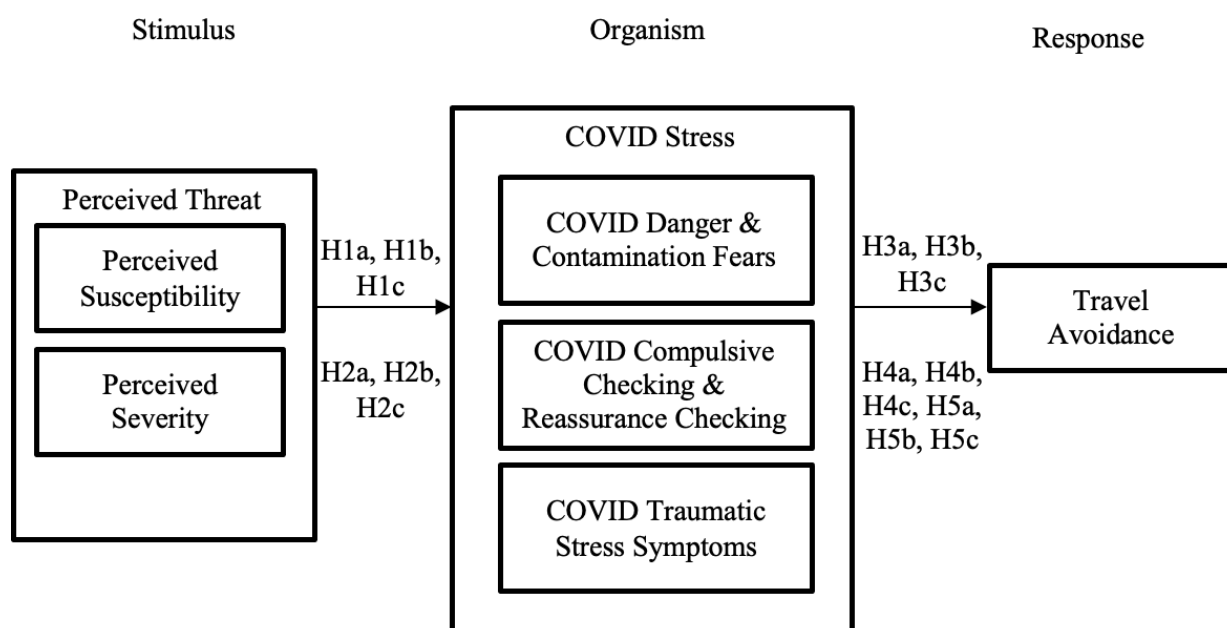 Stimulus
Organism
Response
Perceived Threat
Perceived
Susceptibility
Perceived
Severity
H1a, H1b,
H1c
H2a, H2b,
H2c
COVID Stress
COVID Danger &
Contamination Fears
COVID Compulsive
Checking &
Reassurance Checking
COVID Traumatic
Stress Symptoms
H3a, H3b,
H3c
H4a, H4b,
H4c, H5a,
H5b, H5c
Travel
Avoidance